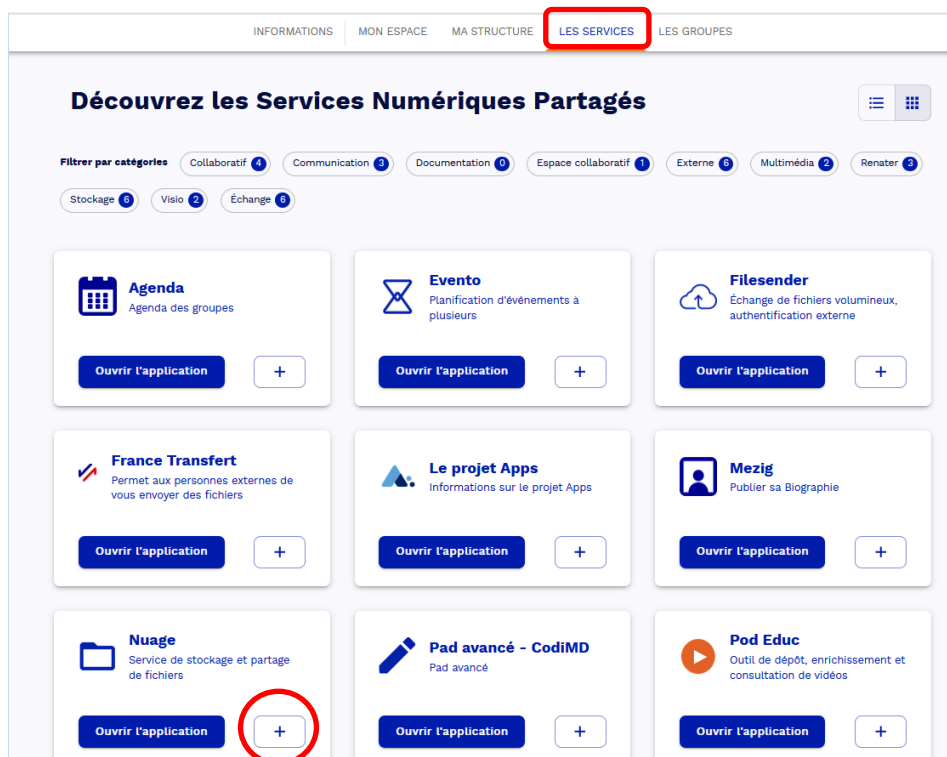 INFORMATIONS MON ESPACE MA STRUCTURE LES SERVICES LES GROUPES
Découvrez les Services Numériques Partagés
Filtrer par catégories Collaboratif 4 Communication 3 Documentation 0 Espace collaboratif 1 Externe 6 Multimédia 2 Renater 3
Stockage 6 Visio 2 Échange 6
Agenda
Agenda des groupes
Ouvrir l'application +
Evento
Planification d'événements à
plusieurs
Ouvrir l'application +
Filesender
Échange de fichiers volumineux,
authentification externe
Ouvrir l'application +
France Transfert
Permet aux personnes externes de
vous envoyer des fichiers
Ouvrir l'application +
Le projet Apps
Informations sur le projet Apps
Ouvrir l'application +
Mezig
Publier sa Biographie
Ouvrir l'application +
Nuage
Service de stockage et partage
de fichiers
Ouvrir l'application +
Pad avancé - CodiMD
Pad avancé
Ouvrir l'application +
Pod Educ
Outil de dépôt, enrichissement et
consultation de vidéos
Ouvrir l'application +